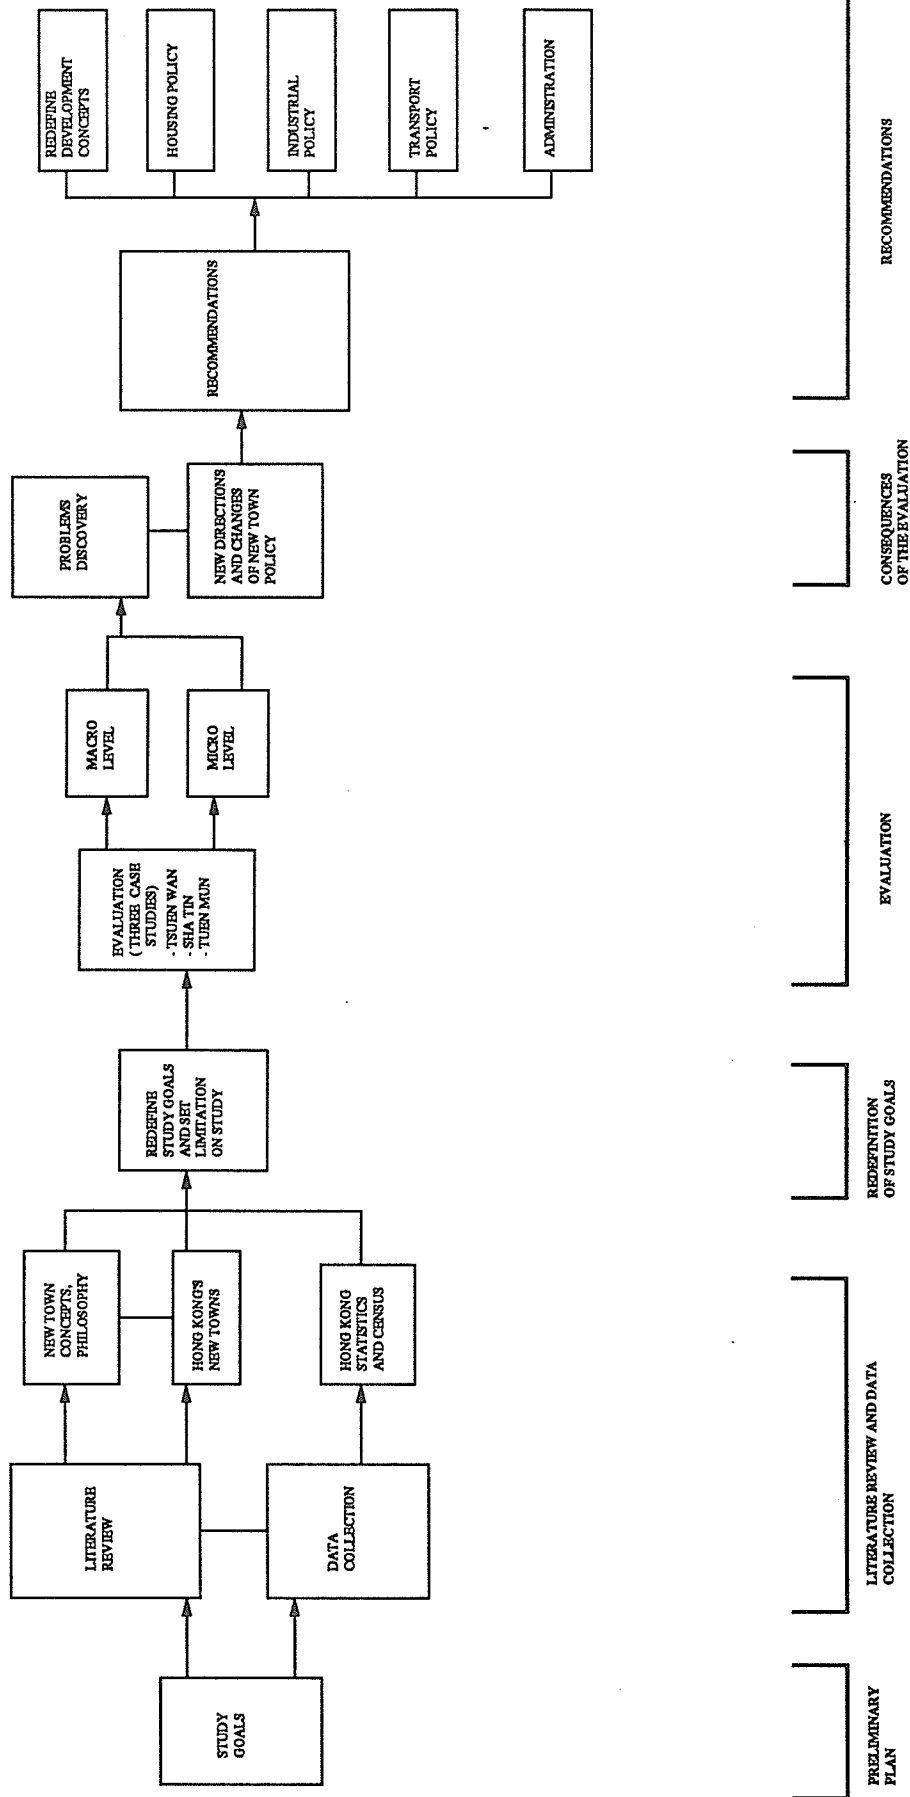 STUDY
GOALS
LITERATURE
REVIEW
DATA
COLLECTION
NEW TOWN
CONCEPTS,
PHILOSOPHY
HONG KONG'S
NEW TOWNS
HONG KONG
STATISTICS
AND CENSUS
REDEFINE
STUDY GOALS
AND SET
LIMITATION
ON STUDY
EVALUATION
( THREE CASE
STUDIES)
- TSUEN WAN
- SHA TIN
- TUEN MUN
MACRO
LEVEL
MICRO
LEVEL
PROBLEMS
DISCOVERY
NEW DIRECTIONS
AND CHANGES
OF NEW TOWN
POLICY
RECOMMENDATIONS
REDEFINE
DEVELOPMENT
CONCEPTS
HOUSING POLICY
INDUSTRIAL
POLICY
TRANSPORT
POLICY
ADMINISTRATION
PRELIMINARY
PLAN
LITERATURE REVIEW AND DATA
COLLECTION
REDEFINITION
OF STUDY GOALS
EVALUATION
CONSEQUENCES
OF THE EVALUATION
RECOMMENDATIONS